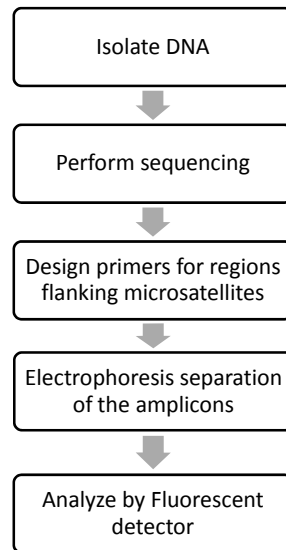 Isolate DNA
Perform sequencing
Design primers for regions
flanking microsatellites
Electrophoresis separation
of the amplicons
Analyze by Fluorescent
detector